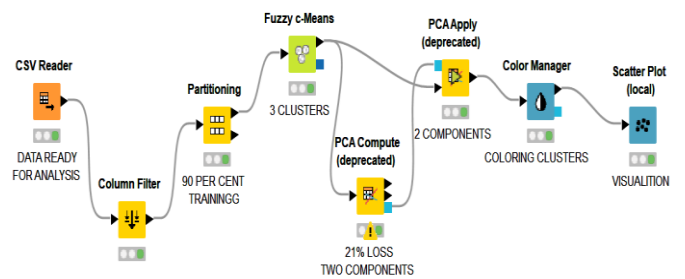 CSV Reader
DATA READY
FOR ANALYSIS
Column Filter
Partitioning
90 PER CENT
TRAININGG
Fuzzy c-Means
3 CLUSTERS
PCA Compute
(deprecated)
21% LOSS
TWO COMPONENTS
PCA Apply
(deprecated)
2 COMPONENTS
Color Manager
COLORING CLUSTERS
Scatter Plot
(local)
VISUALITION